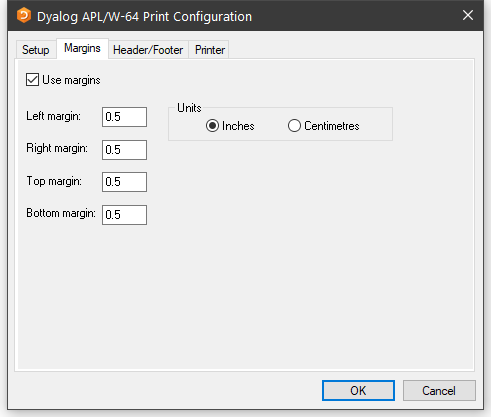 Dyalog APL/W-64 Print Configuration
Setup Margins Header/Footer Printer
Use margins
Left margin: 0.5
Units
Inches Centimetres
Right margin: 0.5
Top margin: 0.5
Bottom margin: 0.5
OK Cancel